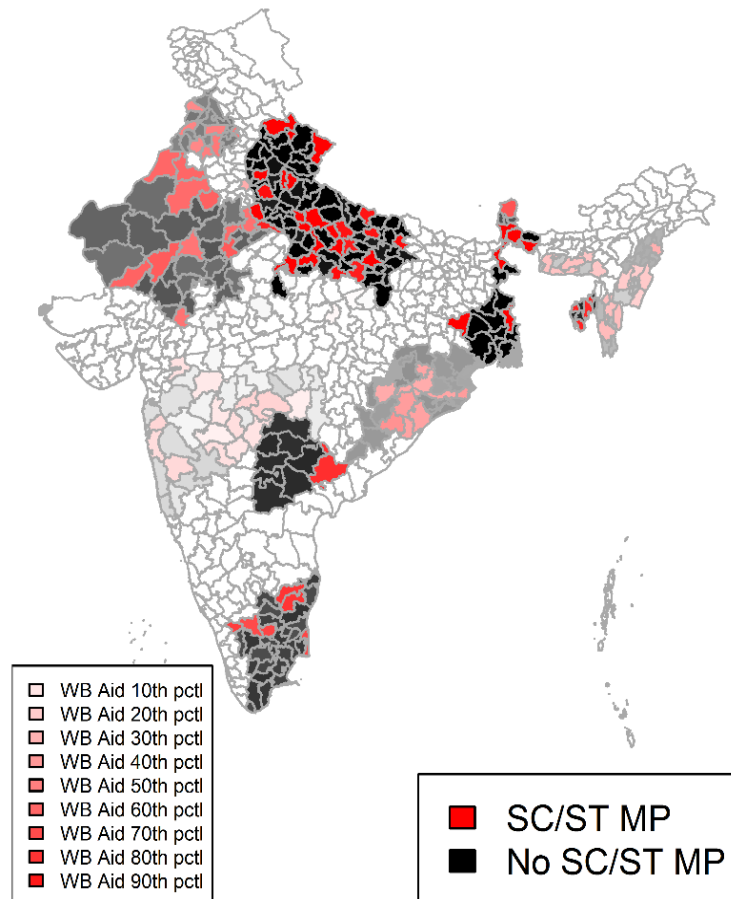 WB Aid 10th pctl
WB Aid 20th pctl
WB Aid 30th pctl
WB Aid 40th pctl
WB Aid 50th pctl
WB Aid 60th pctl
WB Aid 70th pctl
WB Aid 80th pctl
WB Aid 90th pctl
SC/ST MP
No SC/ST MP